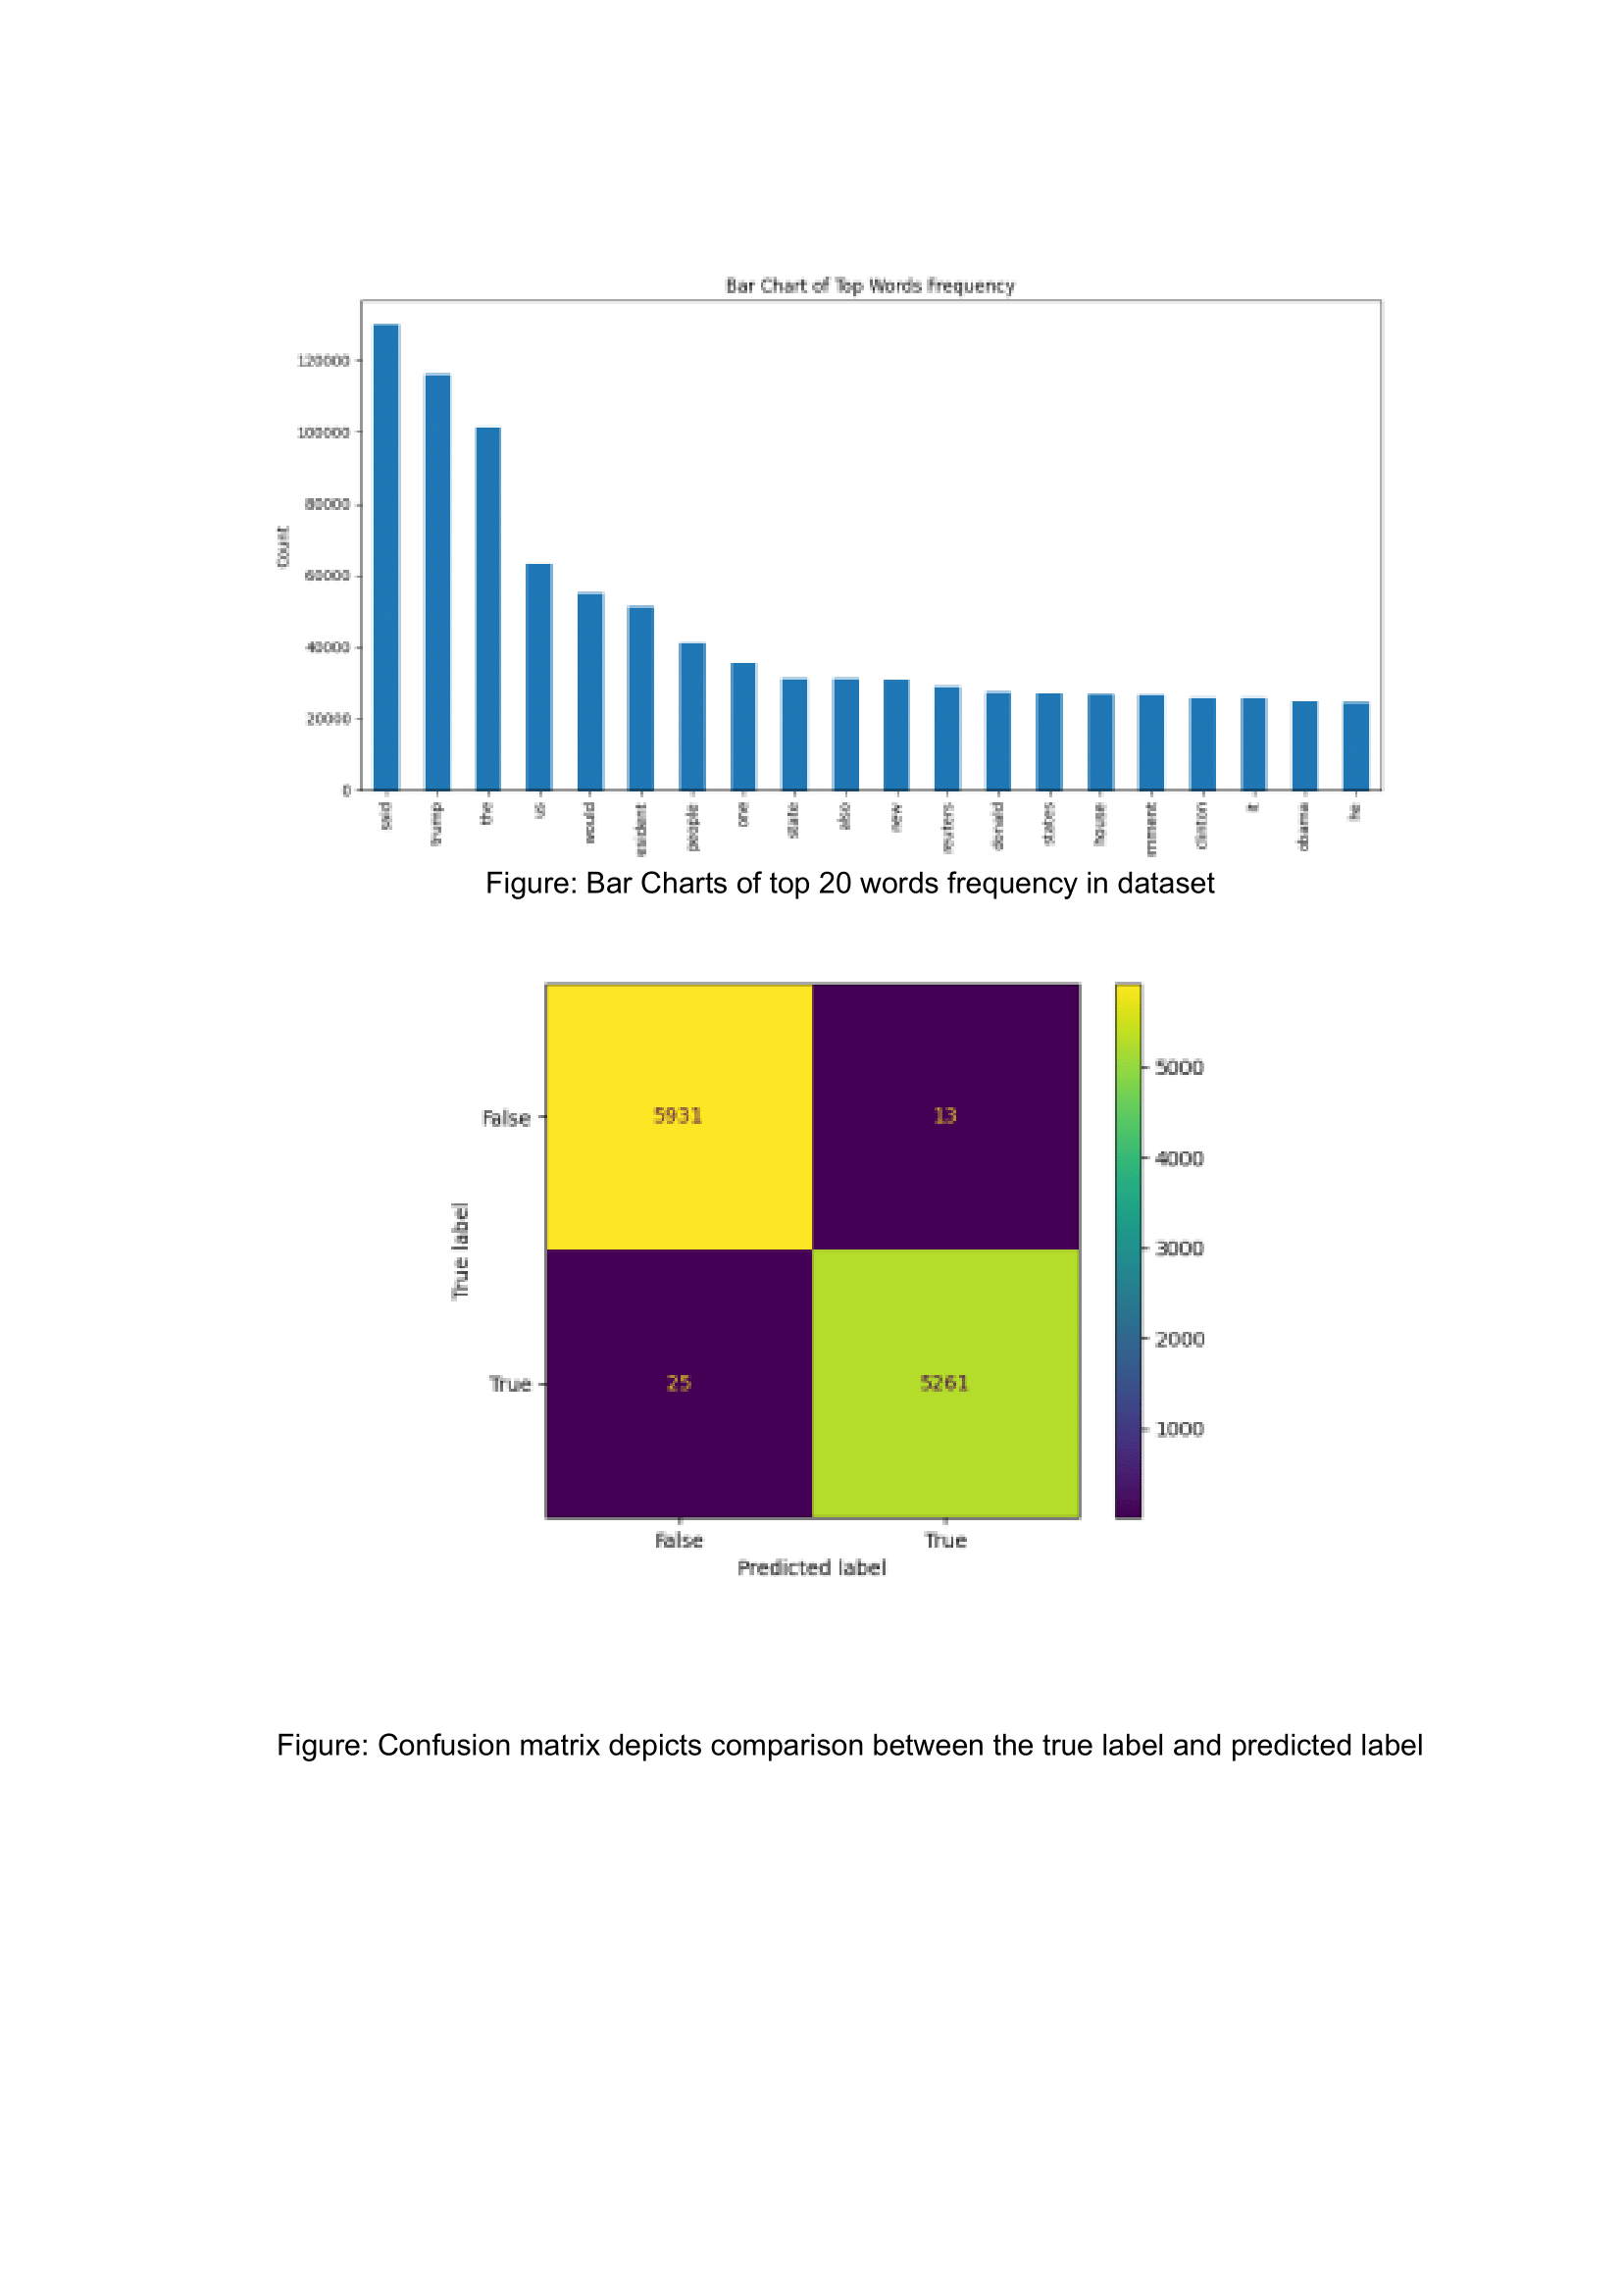 Bar Chart of Top Words Frequency
120000
100000
80000
60000
40000
20000
0
Count
said
trump
the
us
would
esident
people
one
state
also
new
reuters
donald
states
house
rnment
clinton
it
obama
he
Figure: Bar Charts of top 20 words frequency in dataset
5931
13
25
5261
False
True
True label
False
True
Predicted label
5000
4000
3000
2000
1000
Figure: Confusion matrix depicts comparison between the true label and predicted label